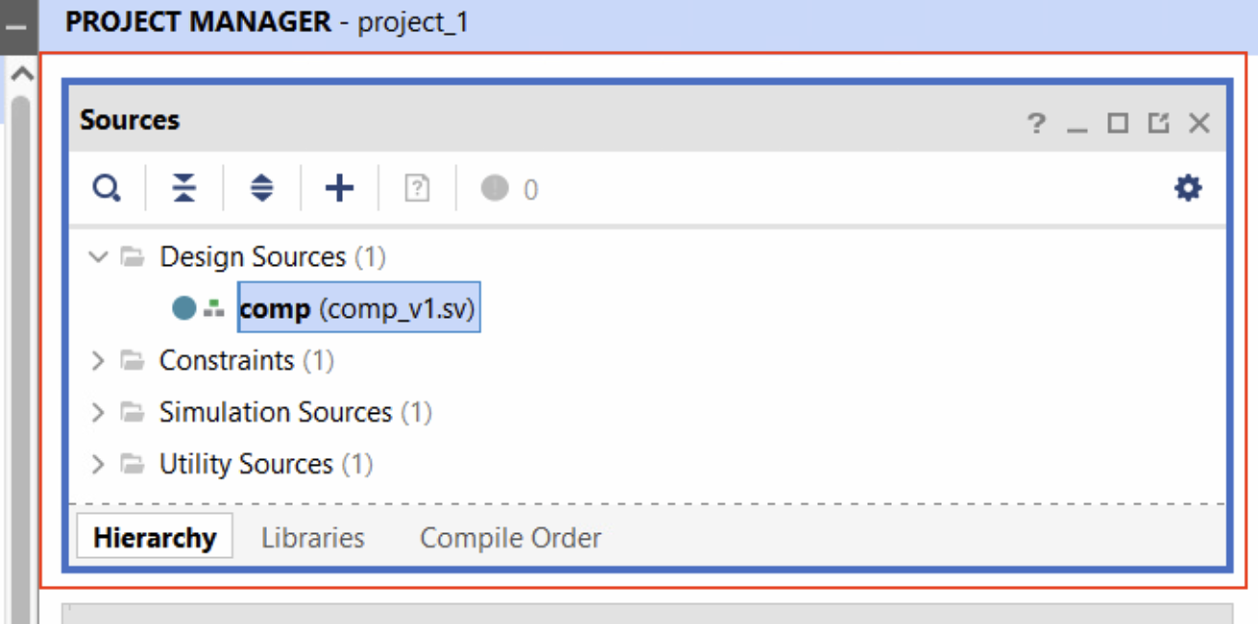 PROJECT MANAGER - project_1
Sources
? 0
Design Sources (1)
comp (comp_v1.sv)
Constraints (1)
Simulation Sources (1)
Utility Sources (1)
Hierarchy Libraries Compile Order